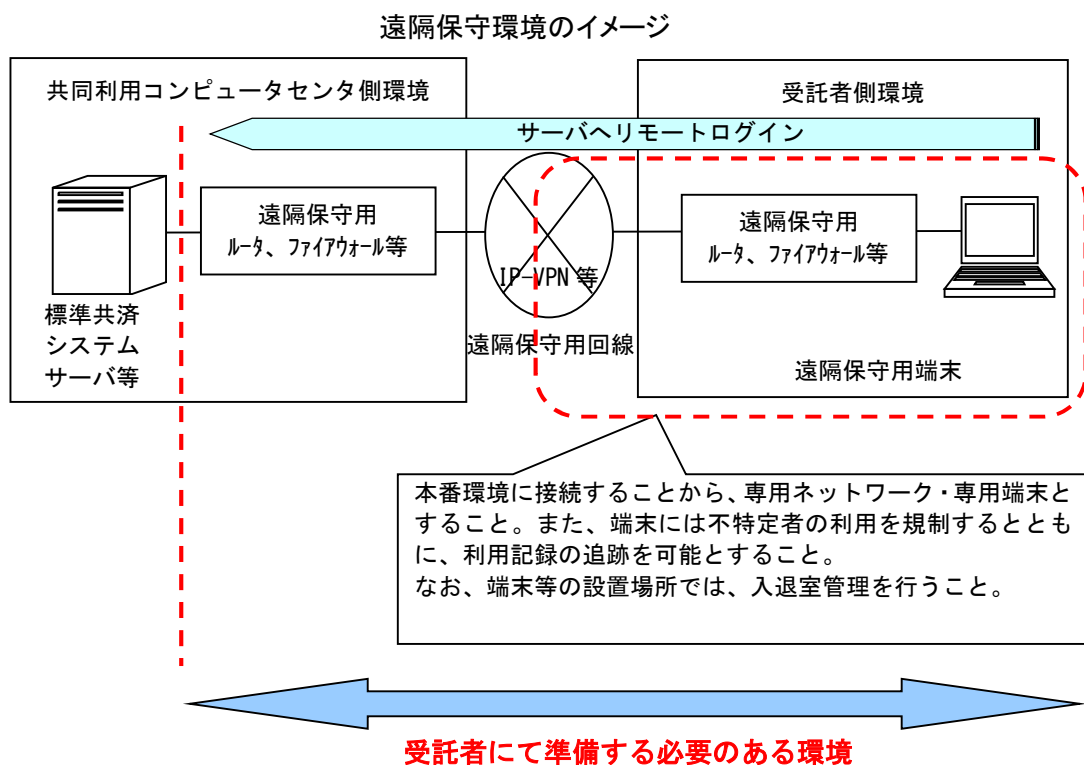 遠隔保守環境のイメージ
共同利用コンピュータセンタ側環境
受託者側環境
サーバへリモートログイン
遠隔保守用
ﾙｰﾀ、ﾌｧｲｱｳｫｰﾙ等
遠隔保守用
ﾙｰﾀ、ﾌｧｲｱｳｫｰﾙ等
IP-VPN 等
標準共済
システム
サーバ等
遠隔保守用回線
遠隔保守用端末
本番環境に接続することから、専用ネットワーク・専用端末と
すること。また、端末には不特定者の利用を規制するととも
に、利用記録の追跡を可能とすること。
なお、端末等の設置場所では、入退室管理を行うこと。
受託者にて準備する必要のある環境